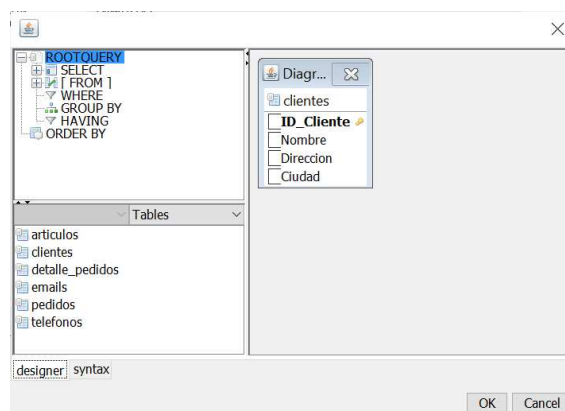 ROOTQUERY
SELECT
[ FROM ]
WHERE
GROUP BY
HAVING
ORDER BY
Tables
articulos
clientes
detalle_pedidos
emails
pedidos
telefonos
Diagr...
clientes
ID_Cliente
Nombre
Direccion
Ciudad
designer syntax
OK Cancel